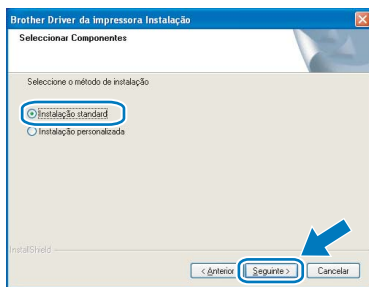 Brother Driver da impressora Instalação
Seleccionar Componentes
Seleccione o método de instalação
Instalação standard
Instalação personalizada
InstallShield
< Anterior
Seguinte >
Cancelar